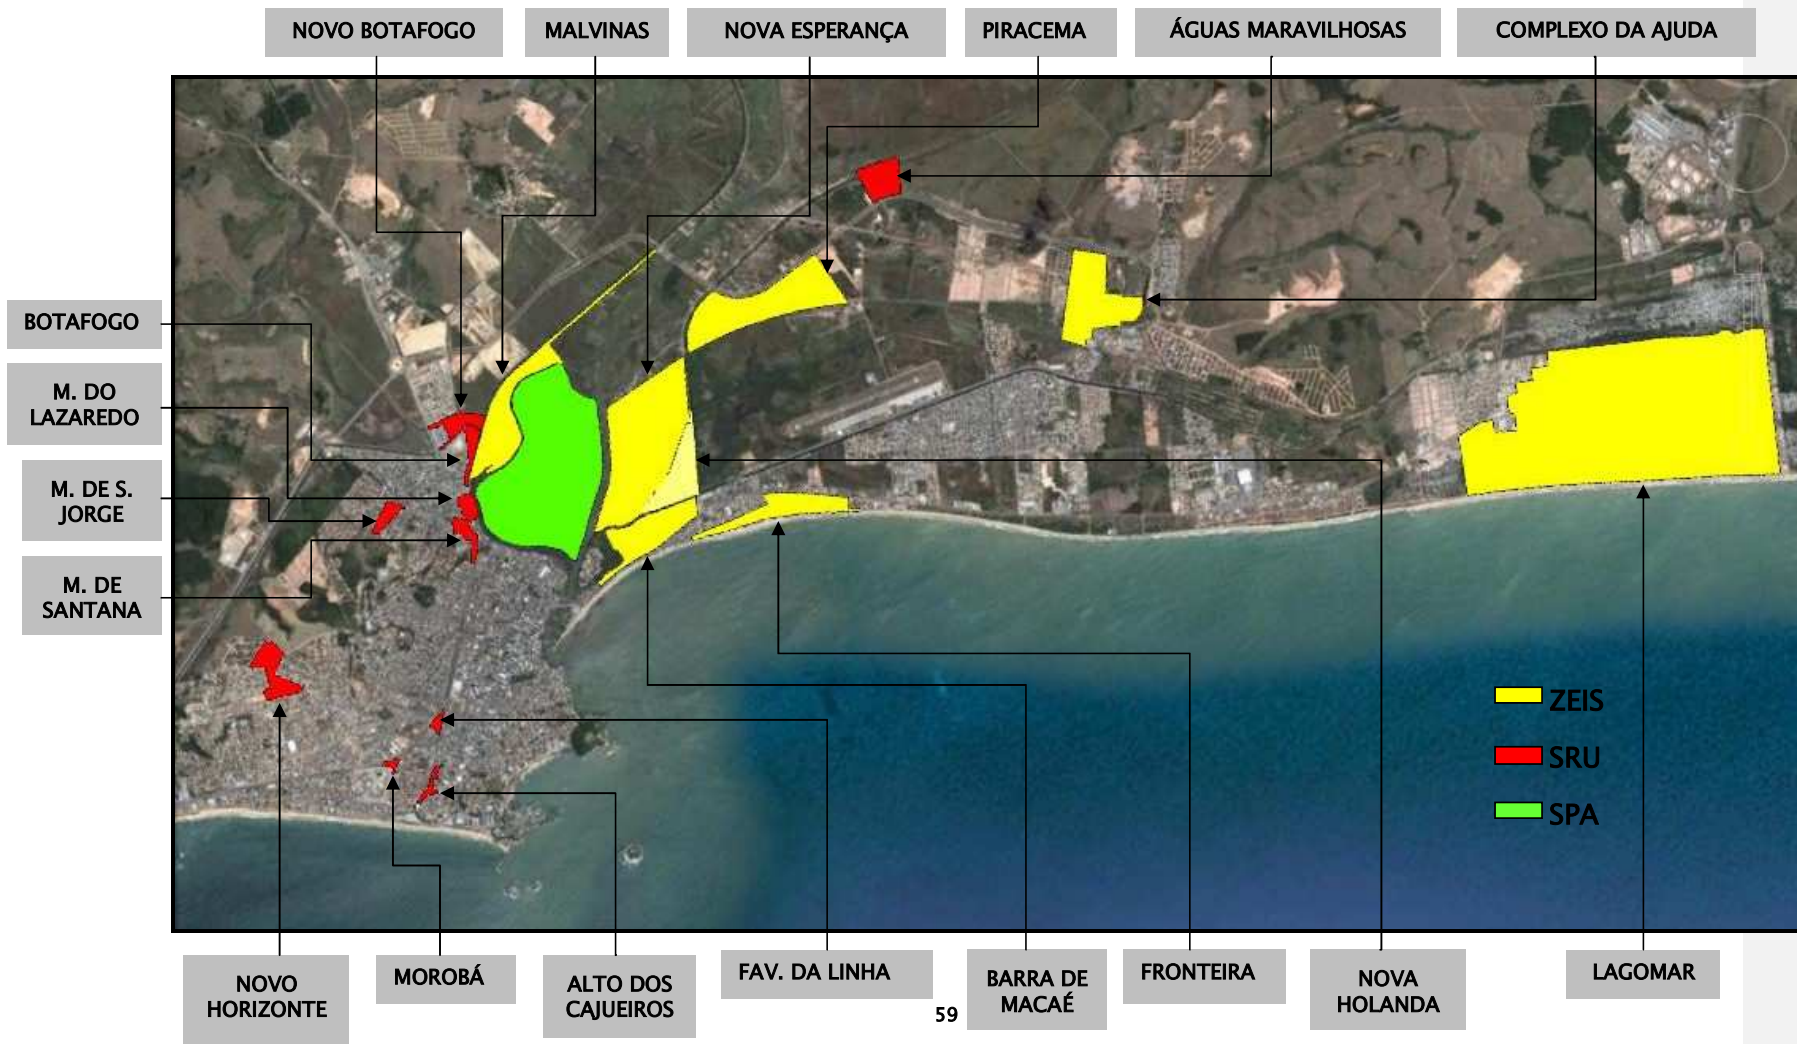 NOVO BOTAFOGO
MALVINAS
NOVA ESPERANÇA
PIRACEMA
ÁGUAS MARAVILHOSAS
COMPLEXO DA AJUDA
BOTAFOGO
M. DO
LAZAREDO
M. DE S.
JORGE
M. DE
SANTANA
ZEIS
SRU
SPA
NOVO
HORIZONTE
MOROBÁ
ALTO DOS
CAJUEIROS
FAV. DA LINHA
BARRA DE
MACAÉ
FRONTEIRA
NOVA
HOLANDA
LAGOMAR
59